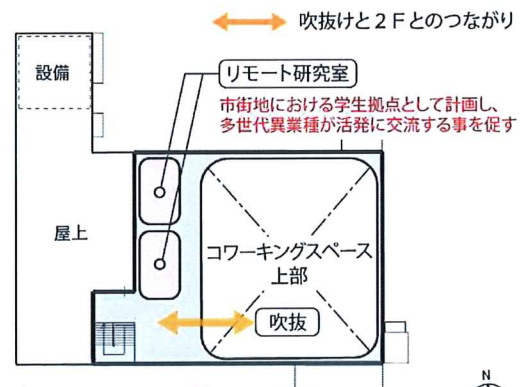 吹抜けと２Ｆとのつながり
設備
リモート研究室
市街地における学生拠点として計画し、
多世代異業種が活発に交流する事を促す
屋上
コワーキングスペース
上部
吹抜
N